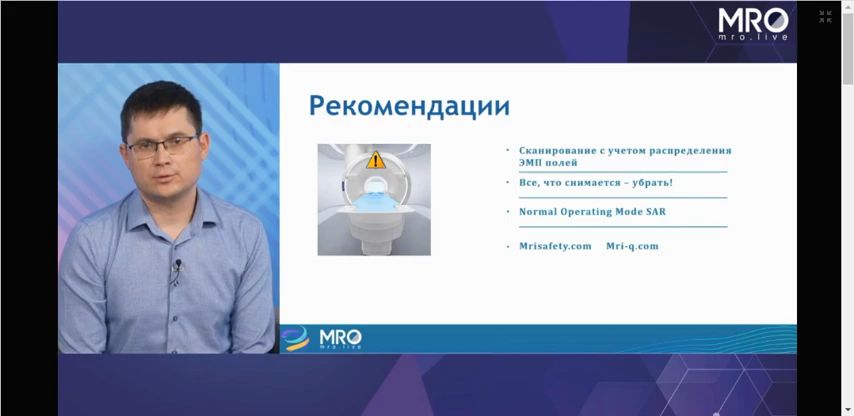 MRO
mro.live
Рекомендации
• Сканирование с учетом распределения
ЭМП полей
• Все, что снимается – убрать!
• Normal Operating Mode SAR
• Mrisafety.com Mri-q.com
MRO
mro.live